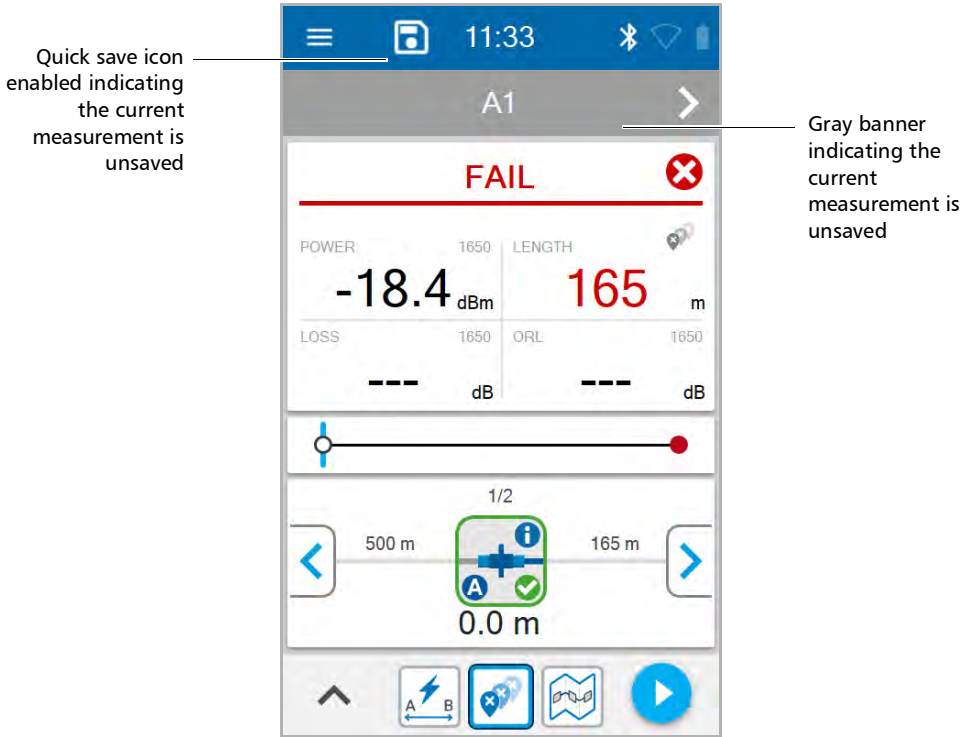 Quick save icon
enabled indicating
the current
measurement is
unsaved
11:33
A1
Gray banner
indicating the
current
measurement is
unsaved
FAIL
POWER 1650
-18.4 dBm
LENGTH
165 m
LOSS 1650
--- dB
ORL 1650
--- dB
1/2
500 m
165 m
i
A
0.0 m
A B